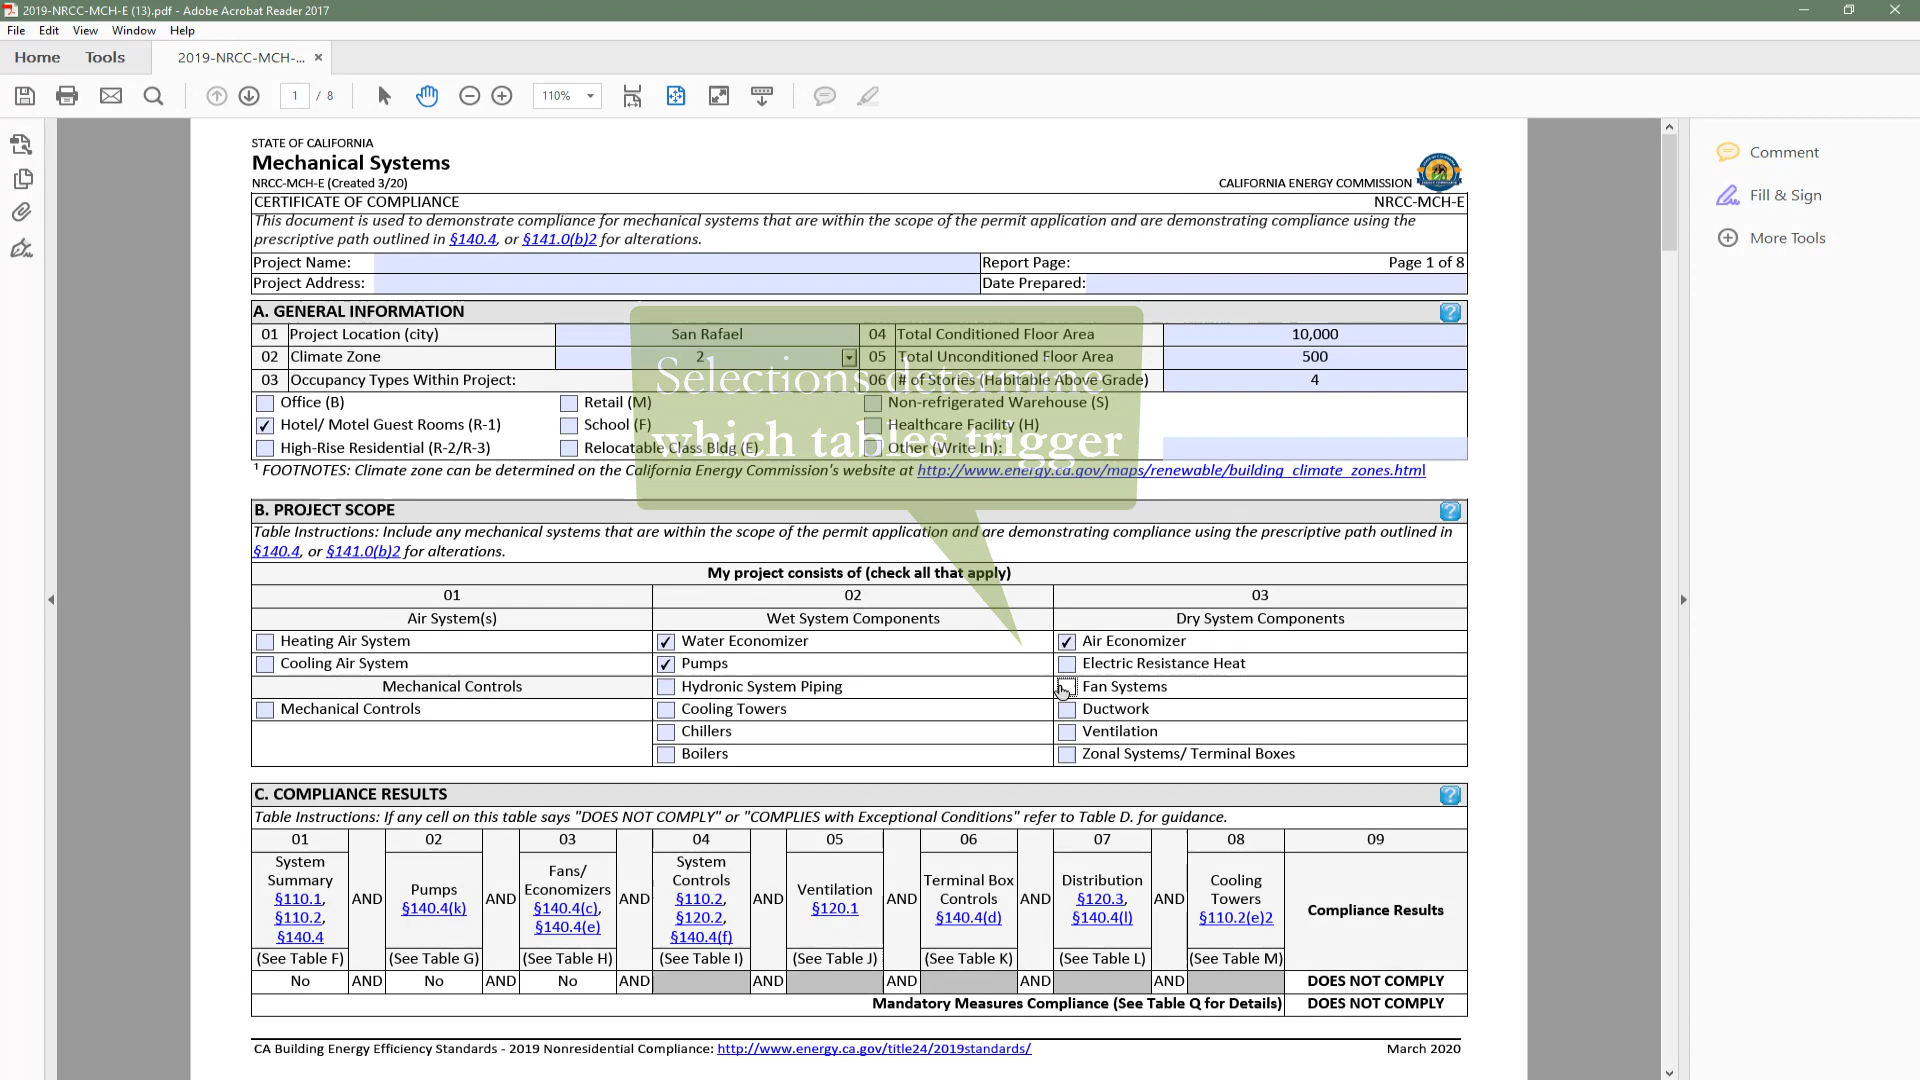 2019-NRCC-MCH-E (13).pdf - Adobe Acrobat Reader 2017
File Edit View Window Help
Home Tools 2019-NRCC-MCH-... ×
1 / 8 110%
Comment
Fill & Sign
More Tools
STATE OF CALIFORNIA
Mechanical Systems
NRCC-MCH-E (Created 3/20) CALIFORNIA ENERGY COMMISSION
CERTIFICATE OF COMPLIANCE NRCC-MCH-E
This document is used to demonstrate compliance for mechanical systems that are within the scope of the permit application and are demonstrating compliance using the
prescriptive path outlined in §140.4, or §141.0(b)2 for alterations.
Project Name: Report Page: Page 1 of 8
Project Address: Date Prepared:
A. GENERAL INFORMATION ?
01 Project Location (city) San Rafael 04 Total Conditioned Floor Area 10,000
02 Climate Zone 2 05 Total Unconditioned Floor Area 500
03 Occupancy Types Within Project: 06 # of Stories (Habitable Above Grade) 4
Office (B) Retail (M) Non-refrigerated Warehouse (S)
Hotel/ Motel Guest Rooms (R-1) School (F) Healthcare Facility (H)
High-Rise Residential (R-2/R-3) Relocatable Class Bldg (E) Other (Write In):
Selections determine
which tables trigger
¹ FOOTNOTES: Climate zone can be determined on the California Energy Commission's website at http://www.energy.ca.gov/maps/renewable/building_climate_zones.html
B. PROJECT SCOPE ?
Table Instructions: Include any mechanical systems that are within the scope of the permit application and are demonstrating compliance using the prescriptive path outlined in
§140.4, or §141.0(b)2 for alterations.
My project consists of (check all that apply)
01 02 03
Air System(s) Wet System Components Dry System Components
Heating Air System Water Economizer Air Economizer
Cooling Air System Pumps Electric Resistance Heat
Mechanical Controls Hydronic System Piping Fan Systems
Mechanical Controls Cooling Towers Ductwork
Chillers Ventilation
Boilers Zonal Systems/ Terminal Boxes
C. COMPLIANCE RESULTS ?
Table Instructions: If any cell on this table says "DOES NOT COMPLY" or "COMPLIES with Exceptional Conditions" refer to Table D. for guidance.
01 02 03 04 05 06 07 08 09
System Summary §110.1, §110.2, §140.4 AND Pumps §140.4(k) AND Fans/ Economizers §140.4(c), §140.4(e) AND System Controls §110.2, §120.2, §140.4(f) AND Ventilation §120.1 AND Terminal Box Controls §140.4(d) AND Distribution §120.3, §140.4(l) AND Cooling Towers §110.2(e)2 Compliance Results
(See Table F) (See Table G) (See Table H) (See Table I) (See Table J) (See Table K) (See Table L) (See Table M)
No AND No AND No AND AND AND AND AND DOES NOT COMPLY
Mandatory Measures Compliance (See Table Q for Details) DOES NOT COMPLY
CA Building Energy Efficiency Standards - 2019 Nonresidential Compliance: http://www.energy.ca.gov/title24/2019standards/ March 2020